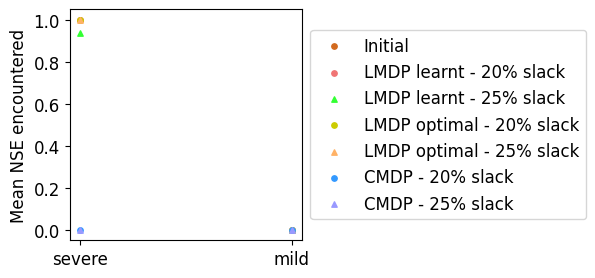 Mean NSE encountered
1.0
0.8
0.6
0.4
0.2
0.0
severe
mild
Initial
LMDP learnt - 20% slack
LMDP learnt - 25% slack
LMDP optimal - 20% slack
LMDP optimal - 25% slack
CMDP - 20% slack
CMDP - 25% slack